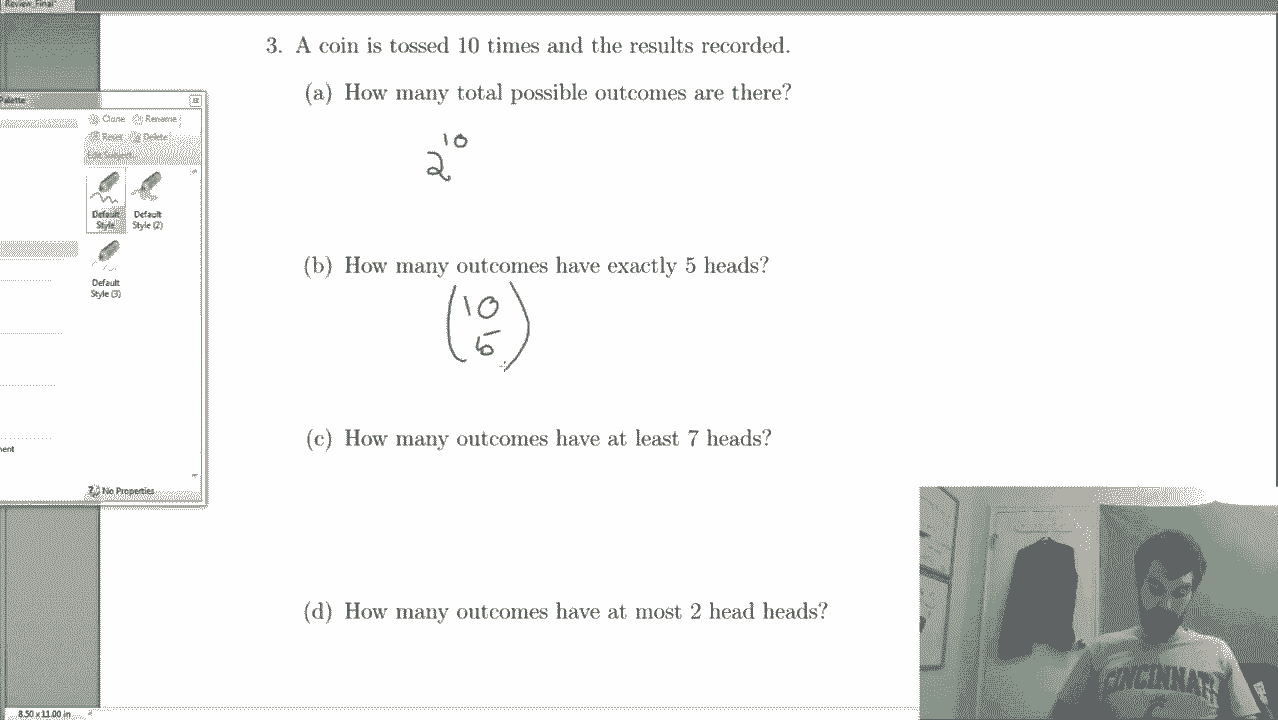 Review_Final*
3. A coin is tossed 10 times and the results recorded.
Palette
(a) How many total possible outcomes are there?
Clone Rename
Reset Delete
Edit Subject
2^10
Default Style
Default Style (2)
(b) How many outcomes have exactly 5 heads?
Default Style (3)
(10
5)
(c) How many outcomes have at least 7 heads?
No Properties
(d) How many outcomes have at most 2 head heads?
CINCINNATI
8.50 x 11.00 in